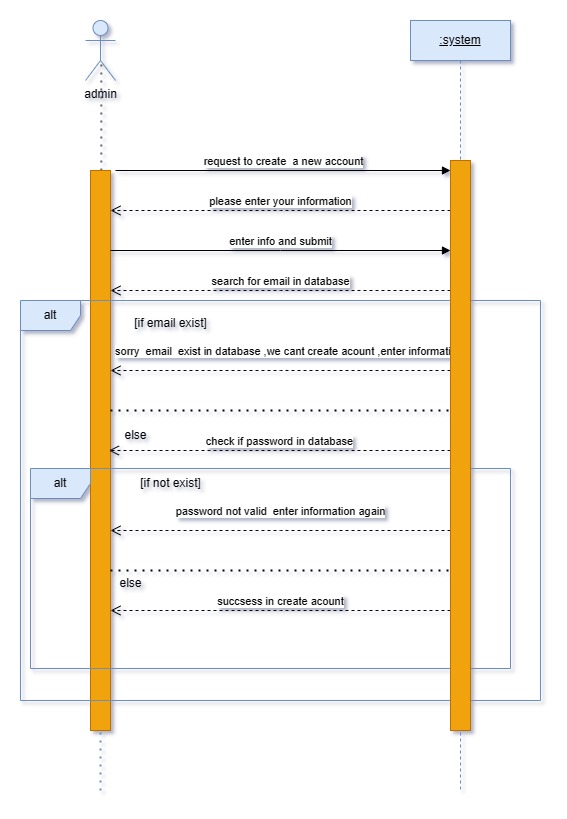 :system
admin
request to create a new account
please enter your information
enter info and submit
search for email in database
alt
[if email exist]
sorry email exist in database ,we cant create acount ,enter informati
else
check if password in database
alt
[if not exist]
password not valid enter information again
else
succsess in create acount